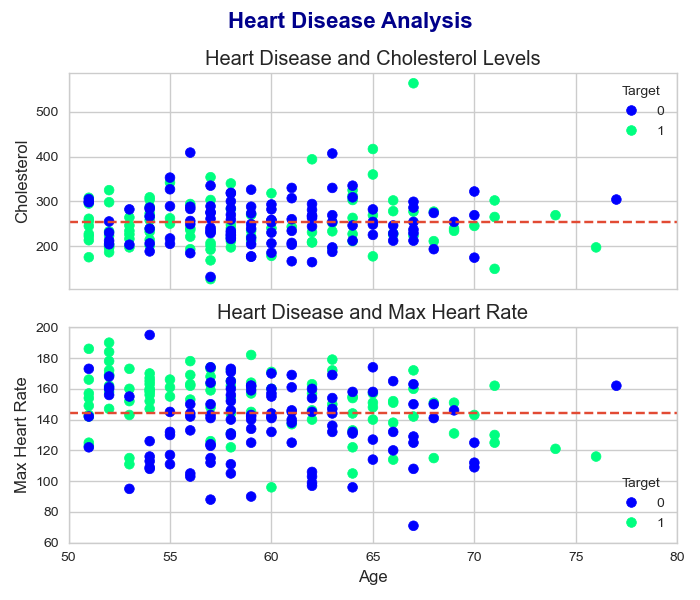 Heart Disease Analysis
Heart Disease and Cholesterol Levels
Cholesterol
500
400
300
200
Target
0
1
Heart Disease and Max Heart Rate
Max Heart Rate
200
180
160
140
120
100
80
60
Target
0
1
50 55 60 65 70 75 80
Age